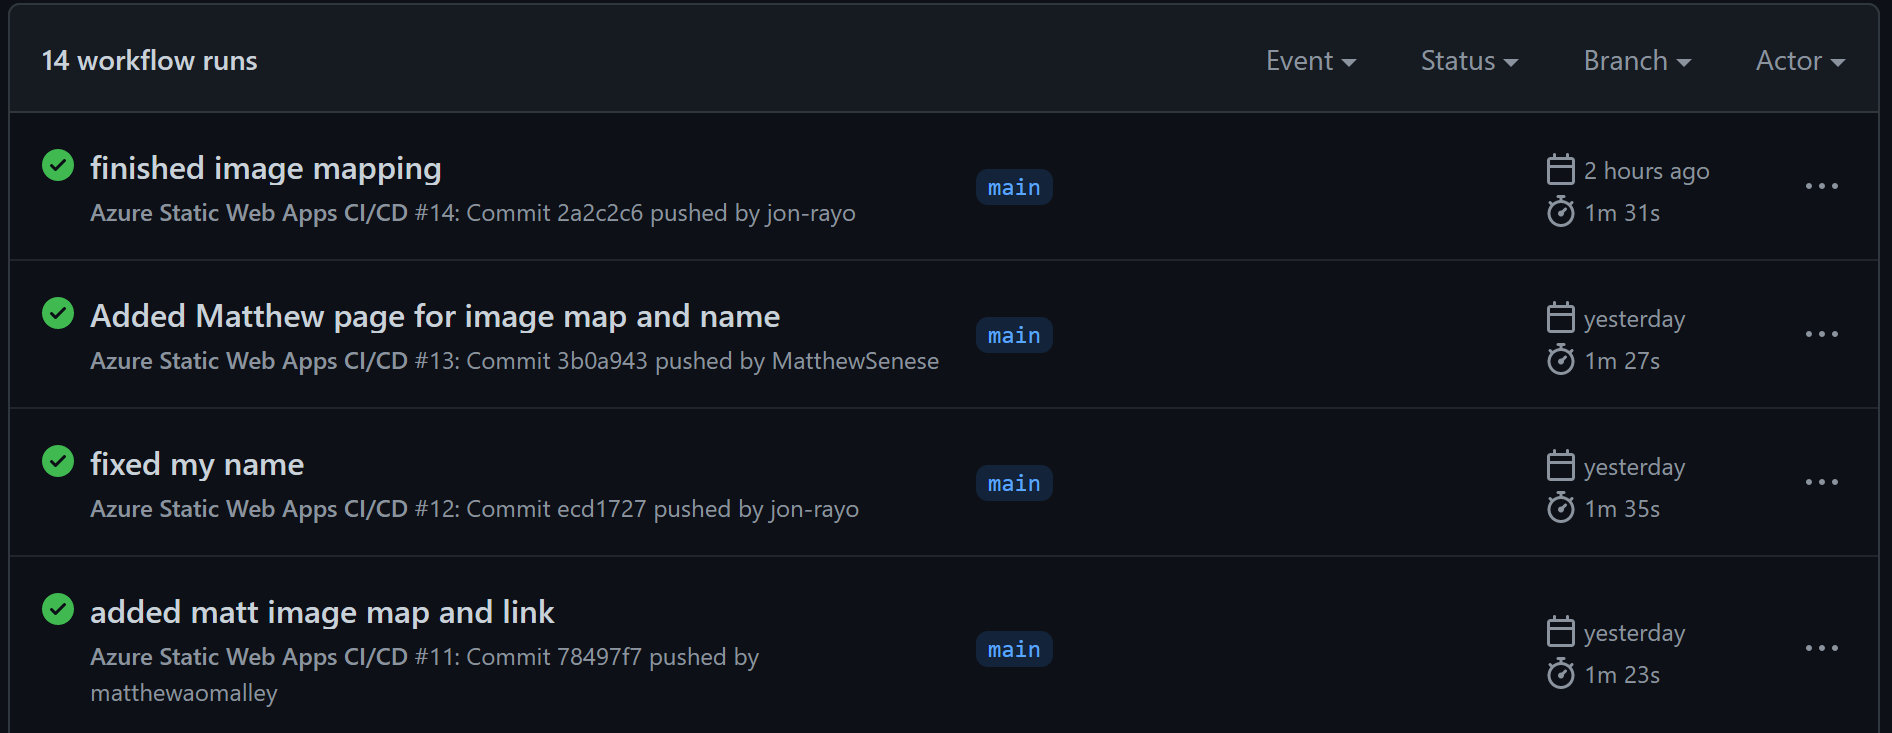 14 workflow runs
Event Status Branch Actor
finished image mapping
Azure Static Web Apps CI/CD #14: Commit 2a2c2c6 pushed by jon-rayo
main
2 hours ago
1m 31s
Added Matthew page for image map and name
Azure Static Web Apps CI/CD #13: Commit 3b0a943 pushed by MatthewSenese
main
yesterday
1m 27s
fixed my name
Azure Static Web Apps CI/CD #12: Commit ecd1727 pushed by jon-rayo
main
yesterday
1m 35s
added matt image map and link
Azure Static Web Apps CI/CD #11: Commit 78497f7 pushed by
matthewaomalley
main
yesterday
1m 23s